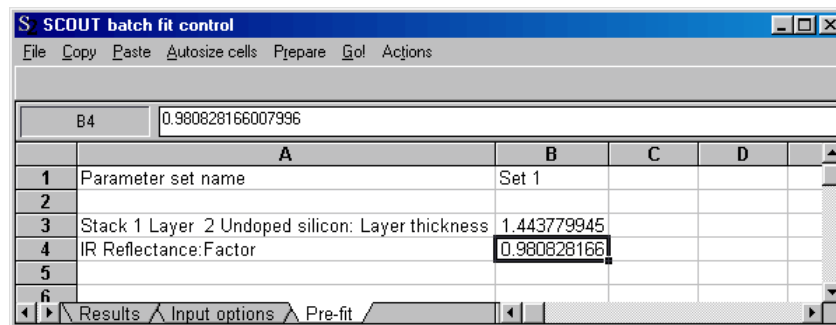 S2 SCOUT batch fit control
File Copy Paste Autosize cells Prepare Go! Actions
B4 0.980828166007996
A B C D
1 Parameter set name Set 1
2
3 Stack 1 Layer 2 Undoped silicon: Layer thickness 1.443779945
4 IR Reflectance:Factor 0.980828166
5
6
Results Input options Pre-fit